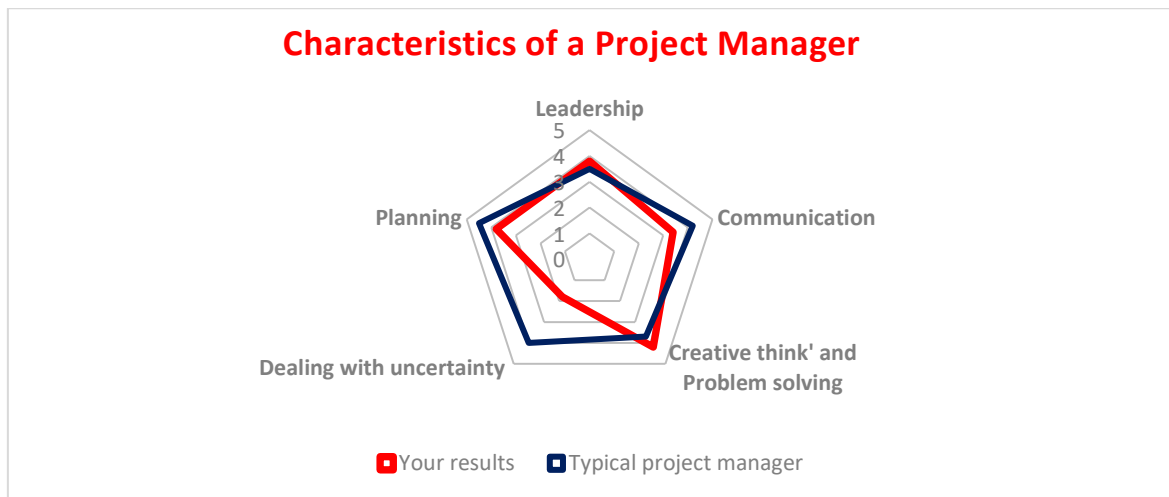 Characteristics of a Project Manager
Leadership
5
4
3
2
1
0
Planning
Communication
Dealing with uncertainty
Creative think' and
Problem solving
Your results
Typical project manager